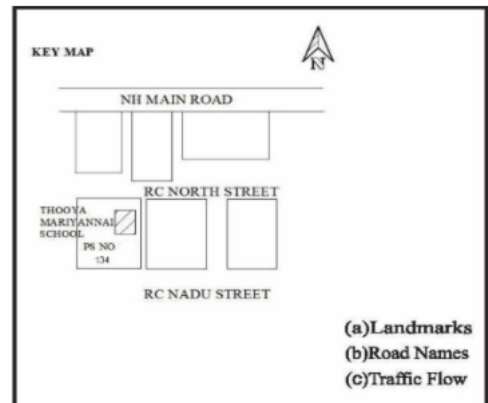 N
KEY MAP
NH MAIN ROAD
RC NORTH STREET
THOOYA
MARIYANNAI
SCHOOL
PS NO
134
RC NADU STREET
(a)Landmarks
(b)Road Names
(c)Traffic Flow